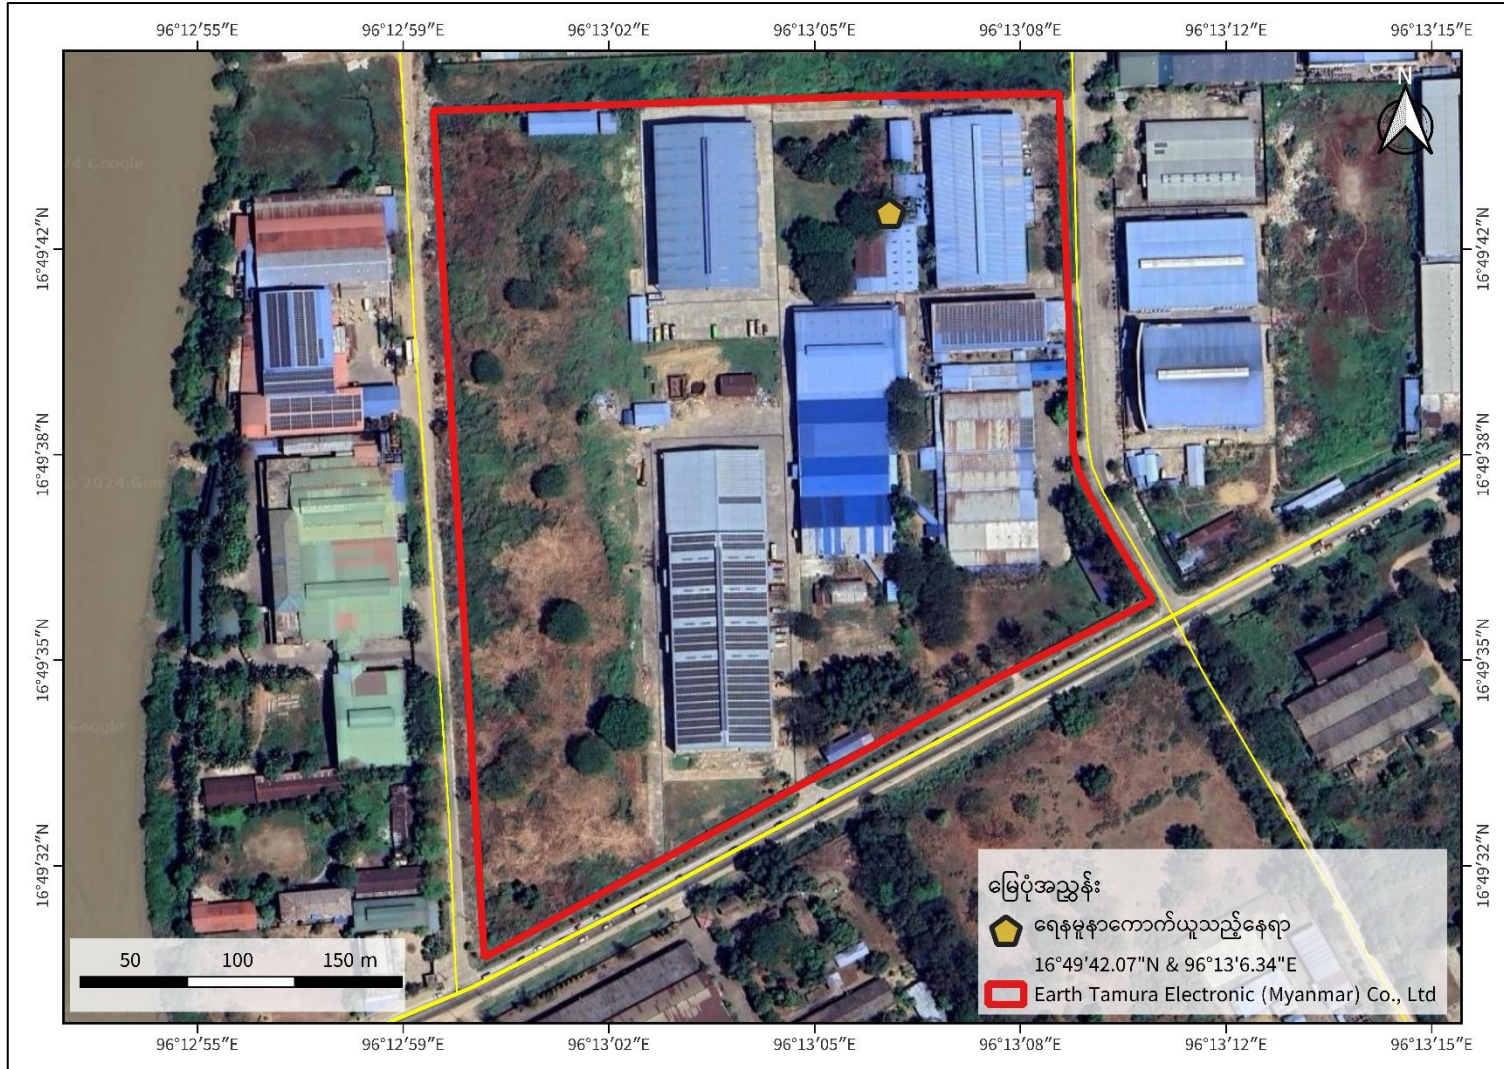 96°12′55″E 96°12′59″E 96°13′02″E 96°13′05″E 96°13′08″E 96°13′12″E 96°13′15″E
N
24 Google
16°49′42″N 16°49′42″N
16°49′38″N 16°49′38″N
© 2024 Goo
16°49′35″N 16°49′35″N
Google
16°49′32″N 16°49′32″N
မြေပုံအညွှန်း
ရေနမူနာကောက်ယူသည့်နေရာ
16°49'42.07"N & 96°13'6.34"E
Earth Tamura Electronic (Myanmar) Co., Ltd
50 100 150 m
96°12′55″E 96°12′59″E 96°13′02″E 96°13′05″E 96°13′08″E 96°13′12″E 96°13′15″E